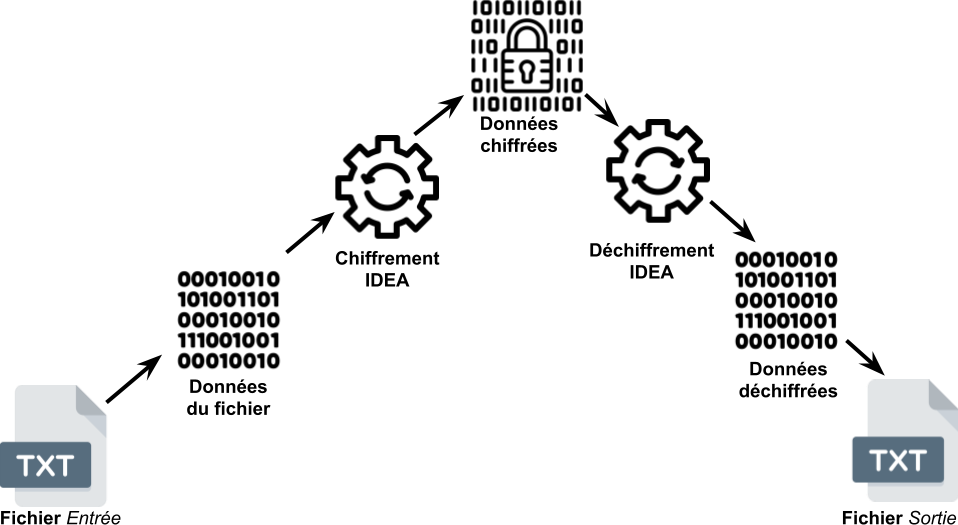 Données
chiffrées
Chiffrement
IDEA
Déchiffrement
IDEA
00010010
101001101
00010010
111001001
00010010
Données
du fichier
00010010
101001101
00010010
111001001
00010010
Données
déchiffrées
TXT
Fichier Entrée
TXT
Fichier Sortie